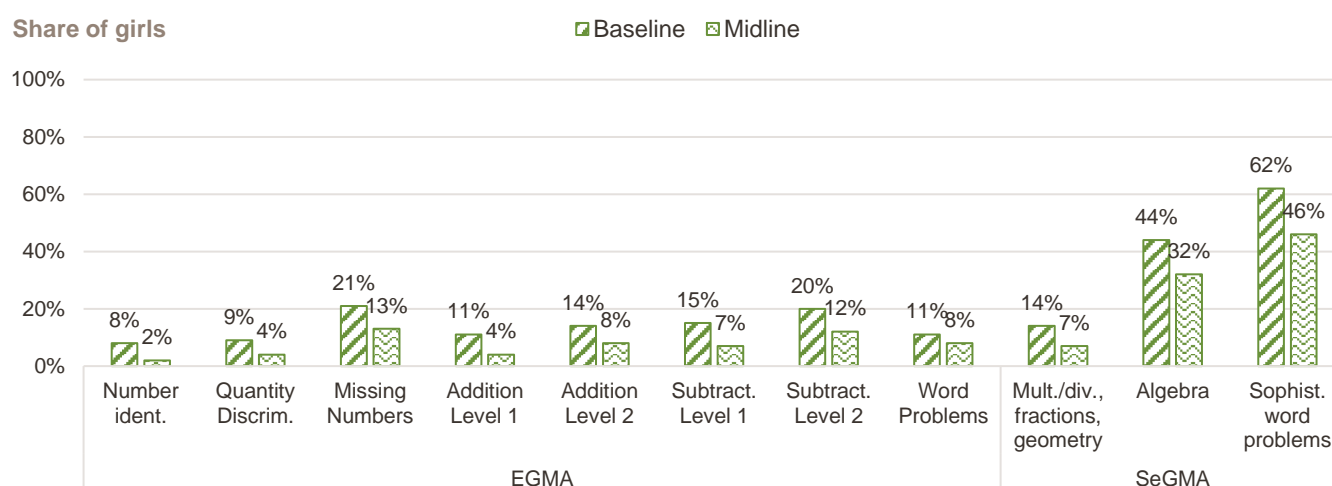 Share of girls
Baseline Midline
100%
80%
60%
40%
20%
0%
8% 2% 9% 4% 21% 13% 11% 4% 14% 8% 15% 7% 20% 12% 11% 8% 14% 7% 44% 32% 62% 46%
Number Quantity Missing Addition Addition Subtract. Subtract. Word Mult./div., Algebra Sophist.
ident. Discrim. Numbers Level 1 Level 2 Level 1 Level 2 Problems fractions, word
geometry problems
EGMA SeGMA